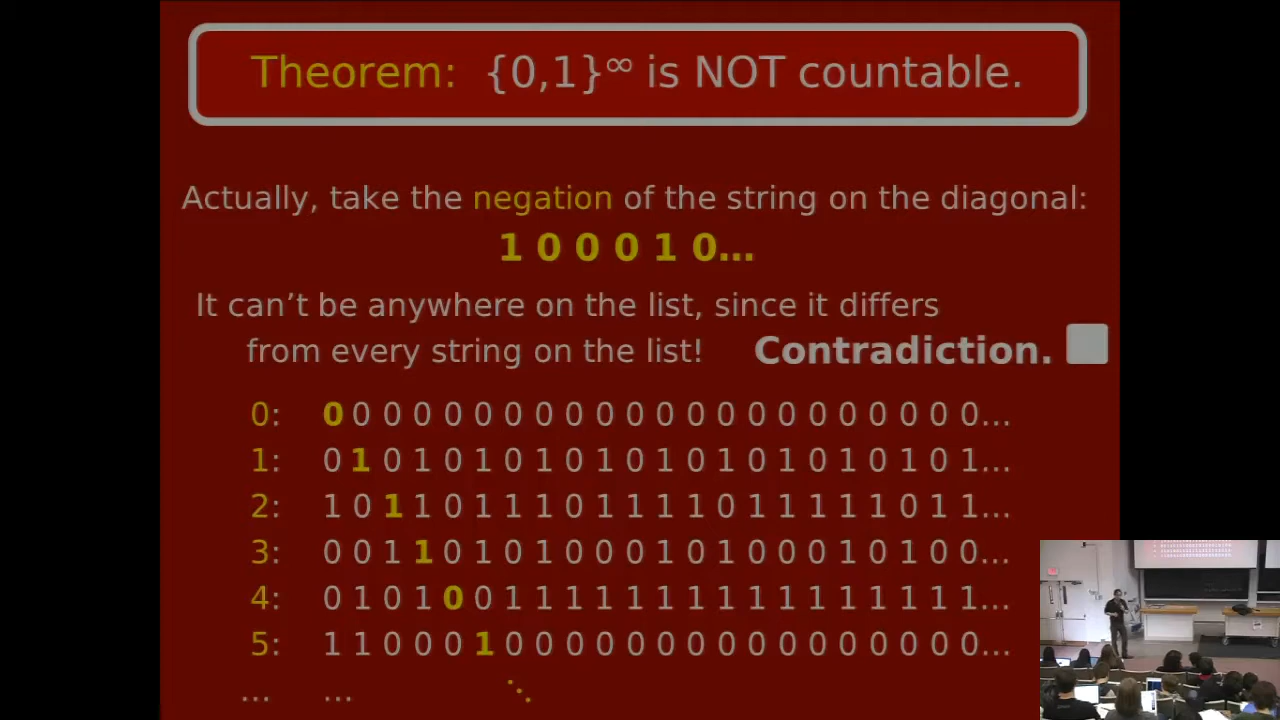 Theorem: {0,1}^∞ is NOT countable.
Actually, take the negation of the string on the diagonal:
1 0 0 0 1 0…
It can’t be anywhere on the list, since it differs
from every string on the list! Contradiction.
0: 0 0 0 0 0 0 0 0 0 0 0 0 0 0 0 0 0 0 0 0 0 0…
1: 0 1 0 1 0 1 0 1 0 1 0 1 0 1 0 1 0 1 0 1 0 1…
2: 1 0 1 1 0 1 1 1 0 1 1 1 1 0 1 1 1 1 1 0 1 1…
3: 0 0 1 1 0 1 0 1 0 0 0 1 0 1 0 0 0 1 0 1 0 0…
4: 0 1 0 1 0 0 1 1 1 1 1 1 1 1 1 1 1 1 1 1 1 1…
5: 1 1 0 0 0 1 0 0 0 0 0 0 0 0 0 0 0 0 0 0 0 0…
… … ⋱